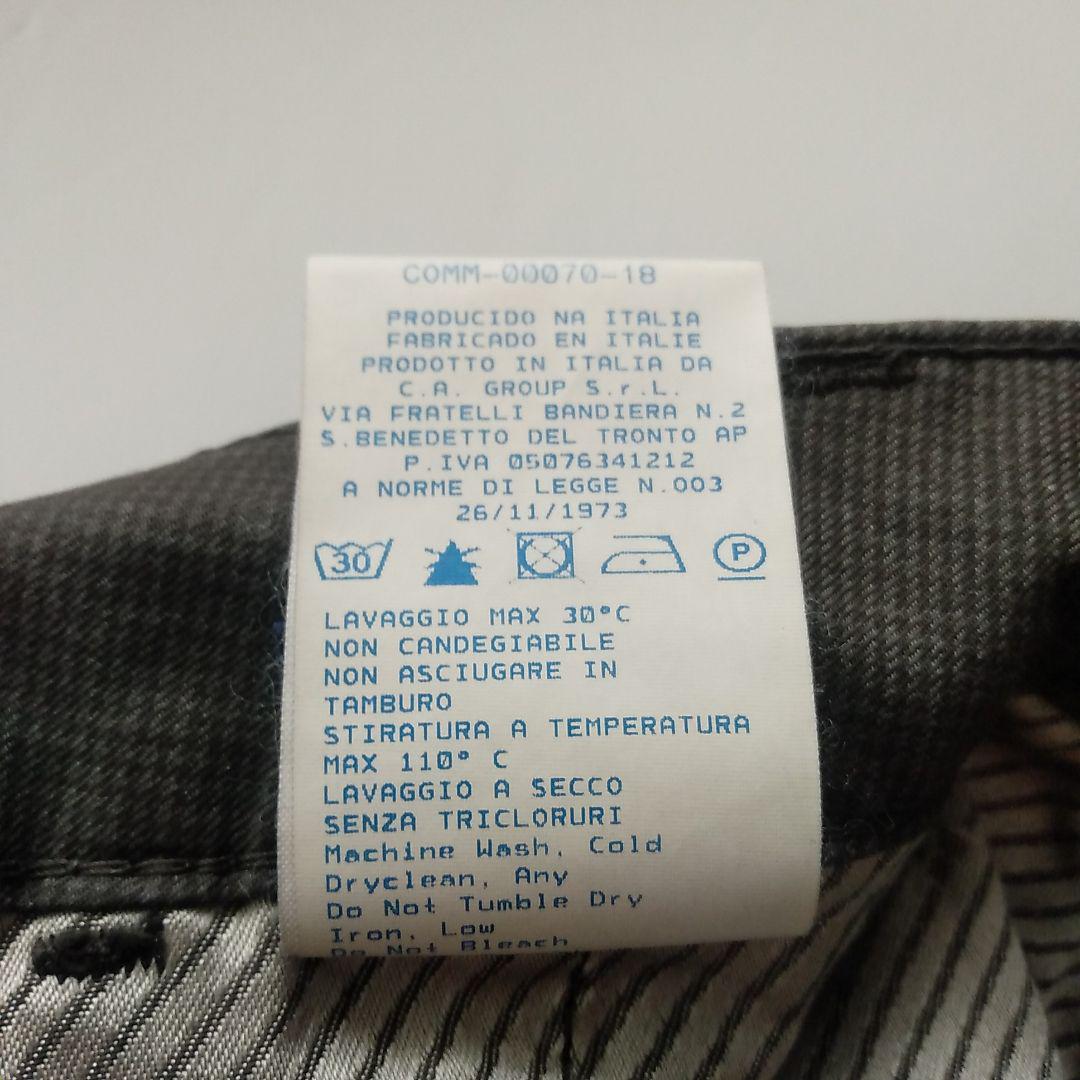 COMM-00070-18
PRODUCIDO NA ITALIA
FABRICADO EN ITALIE
PRODOTTO IN ITALIA DA
C.A. GROUP S.r.L.
VIA FRATELLI BANDIERA N.2
S.BENEDETTO DEL TRONTO AP
P.IVA 05076341212
A NORME DI LEGGE N.003
26/11/1973
30 P
LAVAGGIO MAX 30°C
NON CANDEGIABILE
NON ASCIUGARE IN
TAMBURO
STIRATURA A TEMPERATURA
MAX 110° C
LAVAGGIO A SECCO
SENZA TRICLORURI
Machine Wash, Cold
Dryclean, Any
Do Not Tumble Dry
Iron, Low
Do Not Bleach